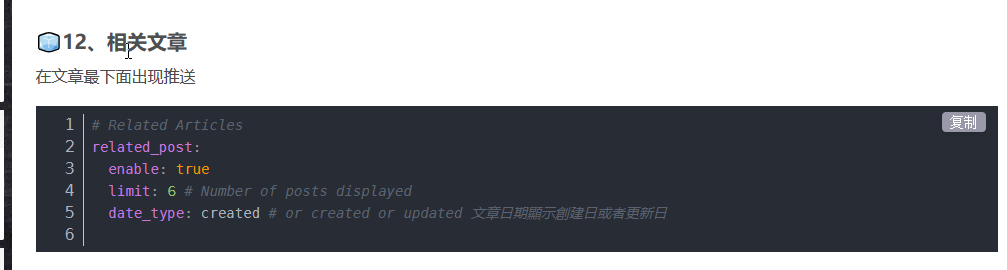 12、相关文章
在文章最下面出现推送
复制
1 # Related Articles
2 related_post:
3 enable: true
4 limit: 6 # Number of posts displayed
5 date_type: created # or created or updated 文章日期顯示創建日或者更新日
6